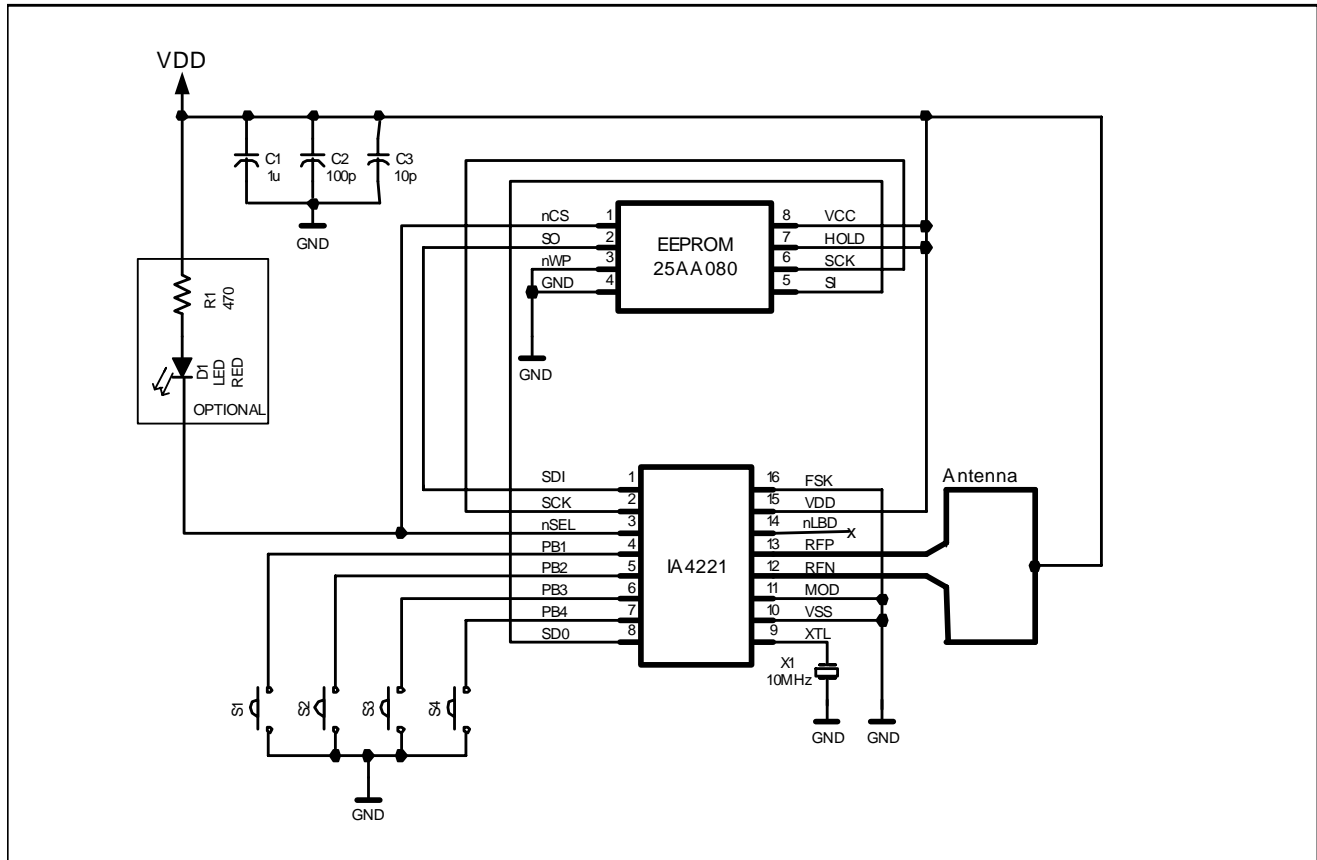 VDD
C1
1u
C2
100p
C3
10p
GND
R1
470
D1
LED
RED
OPTIONAL
nCS
1
SO
2
nWP
3
GND
4
EEPROM
25AA080
8
VCC
7
HOLD
6
SCK
5
SI
GND
SDI
1
SCK
2
nSEL
3
PB1
4
PB2
5
PB3
6
PB4
7
SD0
8
IA4221
16
FSK
15
VDD
14
nLBD
x
13
RFP
12
RFN
11
MOD
10
VSS
9
XTL
Antenna
X1
10MHz
GND
GND
S1
S2
S3
S4
GND